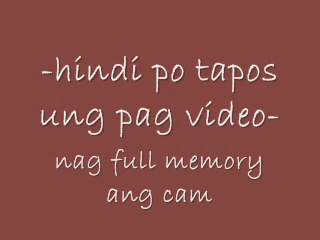 -hindi po tapos
ung pag video-
nag full memory
ang cam